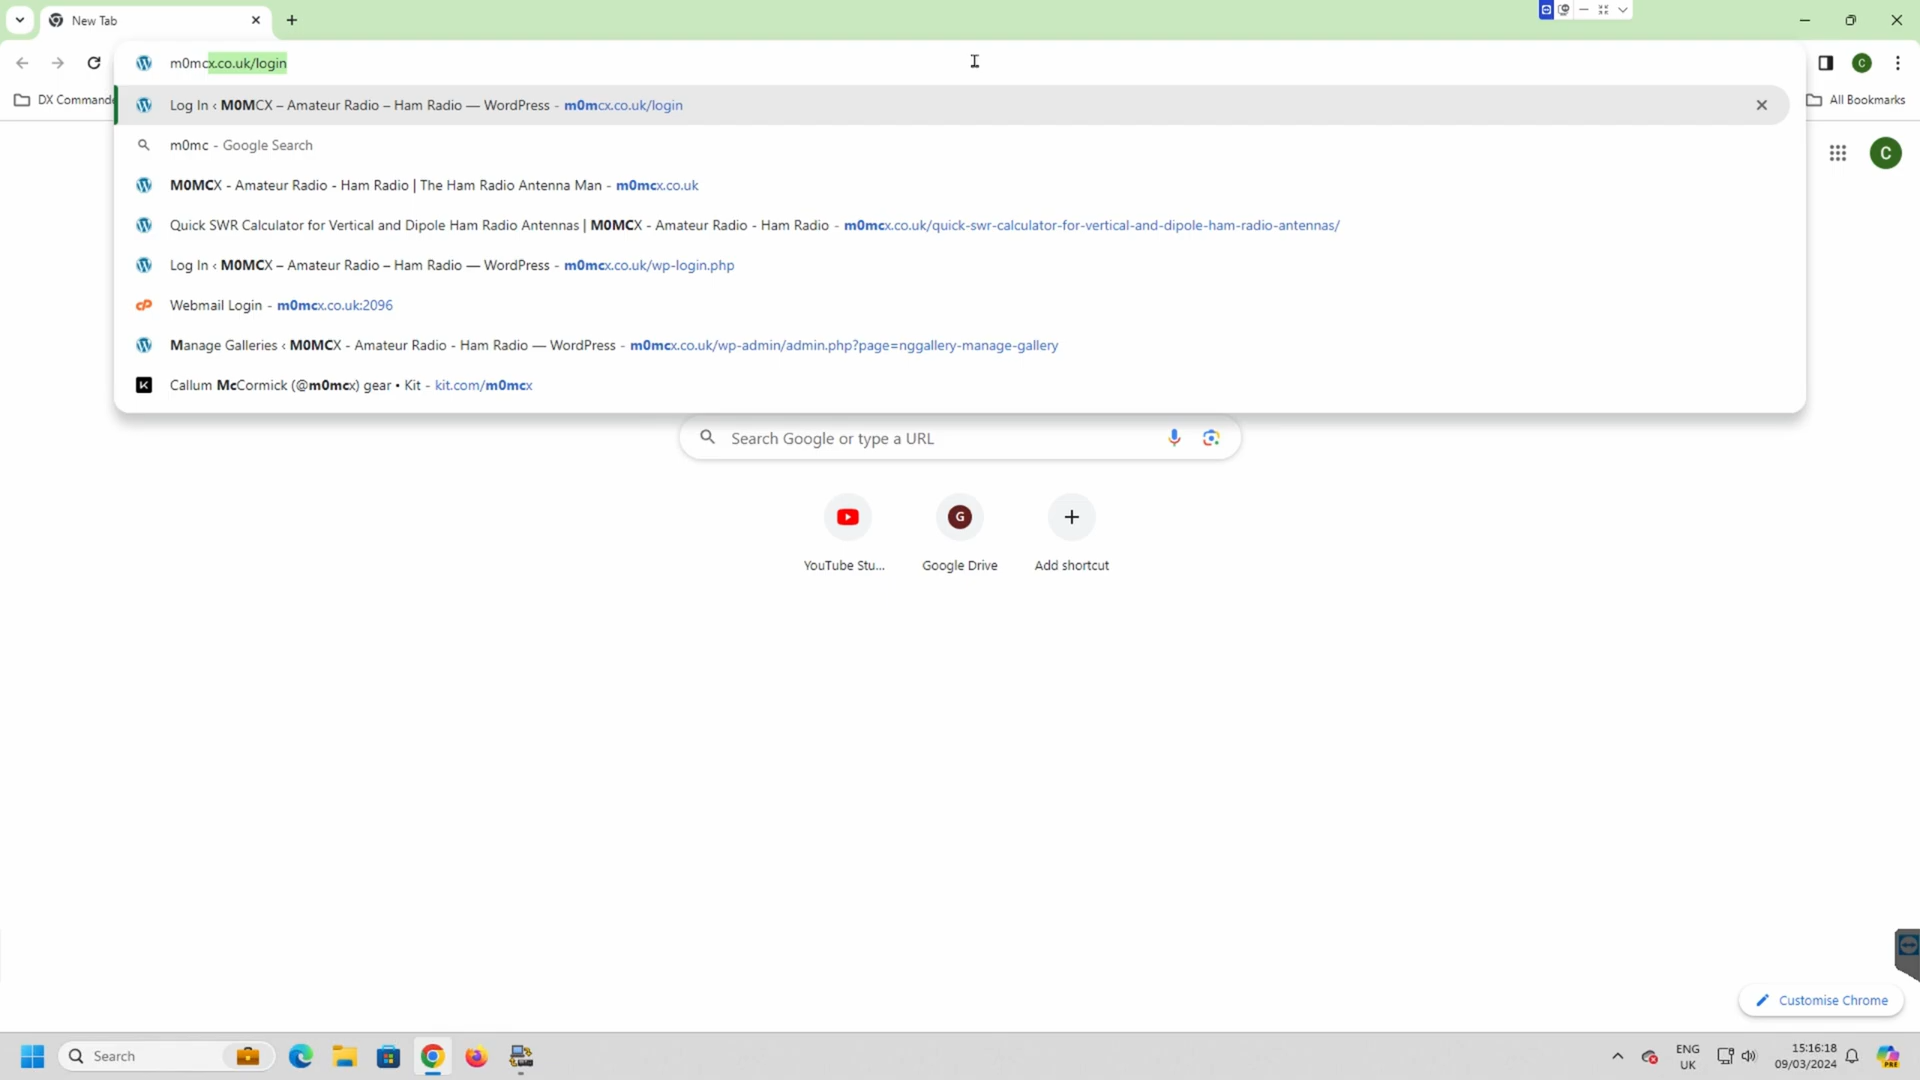 New Tab
m0mcx.co.uk/login
DX Command
All Bookmarks
Log In ‹ M0MCX – Amateur Radio – Ham Radio — WordPress - m0mcx.co.uk/login
m0mc - Google Search
M0MCX - Amateur Radio - Ham Radio | The Ham Radio Antenna Man - m0mcx.co.uk
Quick SWR Calculator for Vertical and Dipole Ham Radio Antennas | M0MCX - Amateur Radio - Ham Radio - m0mcx.co.uk/quick-swr-calculator-for-vertical-and-dipole-ham-radio-antennas/
Log In ‹ M0MCX – Amateur Radio – Ham Radio — WordPress - m0mcx.co.uk/wp-login.php
Webmail Login - m0mcx.co.uk:2096
Manage Galleries ‹ M0MCX - Amateur Radio - Ham Radio — WordPress - m0mcx.co.uk/wp-admin/admin.php?page=nggallery-manage-gallery
Callum McCormick (@m0mcx) gear • Kit - kit.com/m0mcx
C
C
Search Google or type a URL
G
YouTube Stu...
Google Drive
Add shortcut
Customise Chrome
Search
ENG
UK
15:16:18
09/03/2024
PRE